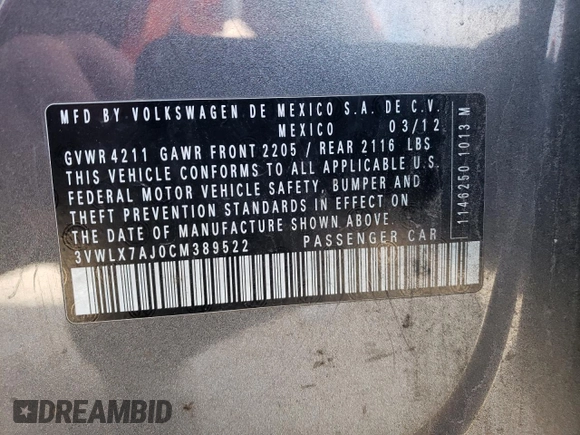 MFD BY VOLKSWAGEN DE MEXICO S.A. DE C.V.
MEXICO 03/12
GVWR 4211 GAWR FRONT 2205 / REAR 2116 LBS
THIS VEHICLE CONFORMS TO ALL APPLICABLE U.S.
FEDERAL MOTOR VEHICLE SAFETY, BUMPER AND
THEFT PREVENTION STANDARDS IN EFFECT ON
THE DATE OF MANUFACTURE SHOWN ABOVE
3VWLX7AJ0CM389522 PASSENGER CAR
1146250 1013 M
DREAMBID